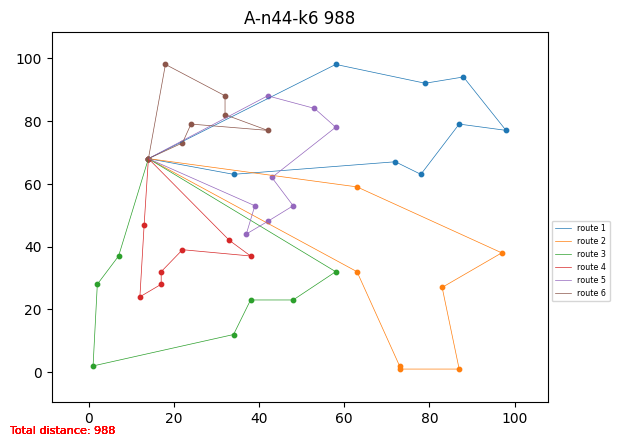 A-n44-k6 988
100
80
60
40
20
0
0 20 40 60 80 100
route 1
route 2
route 3
route 4
route 5
route 6
Total distance: 988